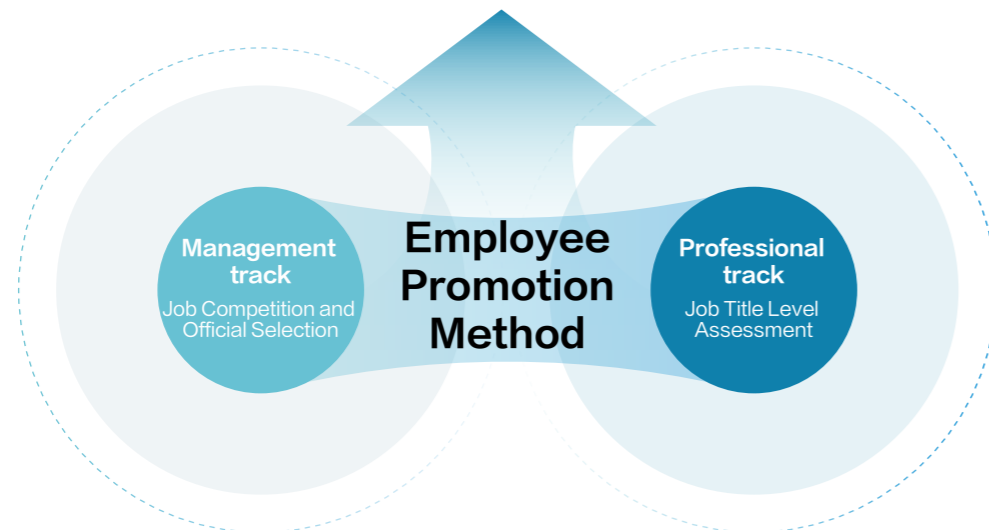 Management
track
Job Competition and
Official Selection
Employee
Promotion
Method
Professional
track
Job Title Level
Assessment